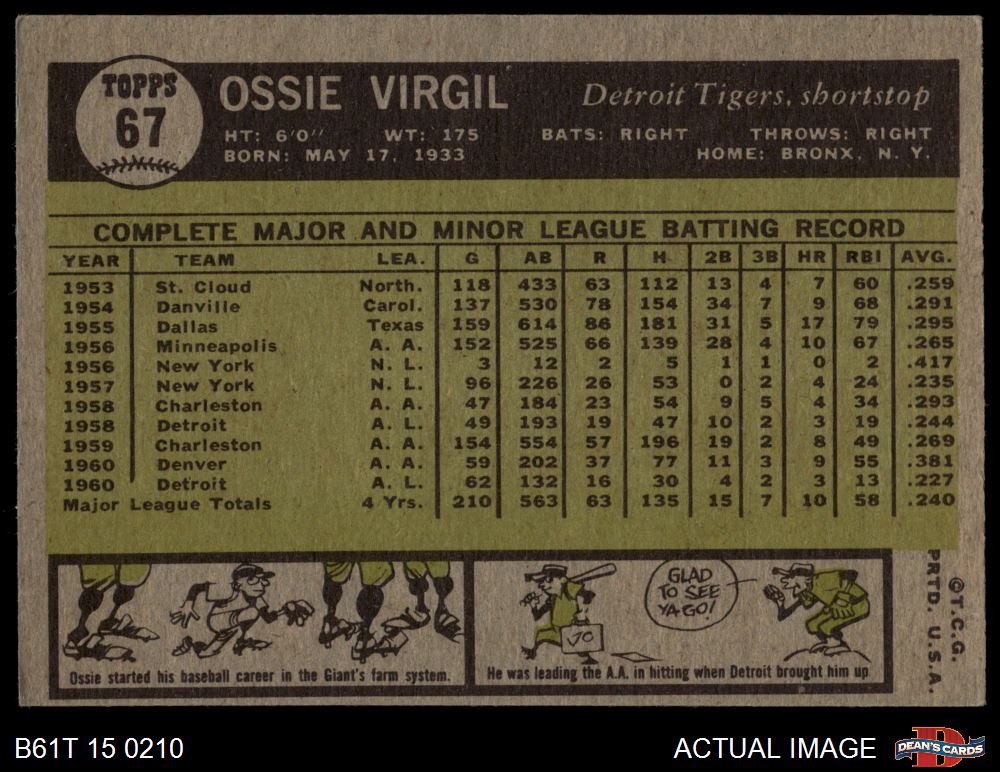 TOPPS
67
OSSIE VIRGIL
Detroit Tigers, shortstop
HT: 6'0" WT: 175 BATS: RIGHT THROWS: RIGHT
BORN: MAY 17, 1933 HOME: BRONX, N. Y.
COMPLETE MAJOR AND MINOR LEAGUE BATTING RECORD
YEAR TEAM LEA. G AB R H 2B 3B HR RBI AVG.
1953 St. Cloud North. 118 433 63 112 13 4 7 60 .259
1954 Danville Carol. 137 530 78 154 34 7 9 68 .291
1955 Dallas Texas 159 614 86 181 31 5 17 79 .295
1956 Minneapolis A. A. 152 525 66 139 28 4 10 67 .265
1956 New York N. L. 3 12 2 5 1 1 0 2 .417
1957 New York N. L. 96 226 26 53 0 2 4 24 .235
1958 Charleston A. A. 47 184 23 54 9 5 4 34 .293
1958 Detroit A. L. 49 193 19 47 10 2 3 19 .244
1959 Charleston A. A. 154 554 57 196 19 2 8 49 .269
1960 Denver A. A. 59 202 37 77 11 3 9 55 .381
1960 Detroit A. L. 62 132 16 30 4 2 3 13 .227
Major League Totals 4 Yrs. 210 563 63 135 15 7 10 58 .240
GLAD
TO SEE
YA GO!
JO
Ossie started his baseball career in the Giant's farm system.
He was leading the A.A. in hitting when Detroit brought him up
©T.C.G.
PRTD. U.S.A.
B61T 15 0210
ACTUAL IMAGE
DEAN'S CARDS